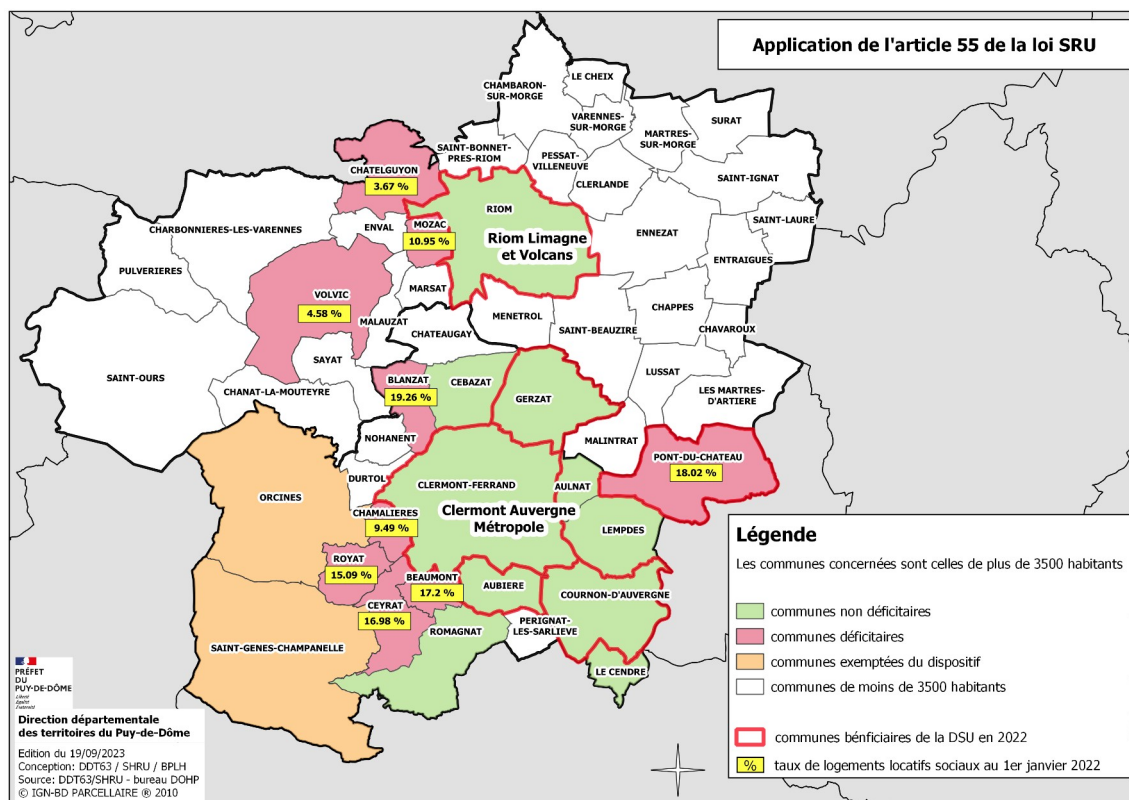 Application de l'article 55 de la loi SRU
LE CHEIX
CHAMBARON-
SUR-MORGE
VARENNES-
SUR-MORGE
SURAT
MARTRES-
SUR-MORGE
SAINT-BONNET-
PRES-RIOM
PESSAT-
VILLENEUVE
CHATELGUYON
3.67 %
CLERLANDE
SAINT-IGNAT
RIOM
SAINT-LAURE
MOZAC
10.95 %
ENVAL
CHARBONNIERES-LES-VARENNES
ENNEZAT
Riom Limagne
et Volcans
ENTRAIGUES
PULVERIERES
MARSAT
VOLVIC
4.58 %
CHAPPES
MENETROL
MALAUZAT
SAINT-BEAUZIRE
CHAVAROUX
CHATEAUGAY
SAYAT
LUSSAT
SAINT-OURS
BLANZAT
19.26 %
CEBAZAT
CHANAT-LA-MOUTEYRE
LES MARTRES-
D'ARTIERE
GERZAT
NOHANENT
MALINTRAT
PONT-DU-CHATEAU
18.02 %
DURTOL
CLERMONT-FERRAND
AULNAT
ORCINES
CHAMALIERES
9.49 %
Clermont Auvergne
Métropole
LEMPDES
ROYAT
15.09 %
BEAUMONT
17.2 %
AUBIERE
COURNON-D'AUVERGNE
CEYRAT
16.98 %
PERIGNAT-
LES-SARLIEVE
ROMAGNAT
SAINT-GENES-CHAMPANELLE
LE CENDRE
Légende
Les communes concernées sont celles de plus de 3500 habitants
communes non déficitaires
communes déficitaires
communes exemptées du dispositif
communes de moins de 3500 habitants
communes bénficiaires de la DSU en 2022
% taux de logements locatifs sociaux au 1er janvier 2022
PRÉFET
DU
PUY-DE-DÔME
Liberté
Égalité
Fraternité
Direction départementale
des territoires du Puy-de-Dôme
Edition du 19/09/2023
Conception: DDT63 / SHRU / BPLH
Source: DDT63/SHRU - bureau DOHP
© IGN-BD PARCELLAIRE ® 2010